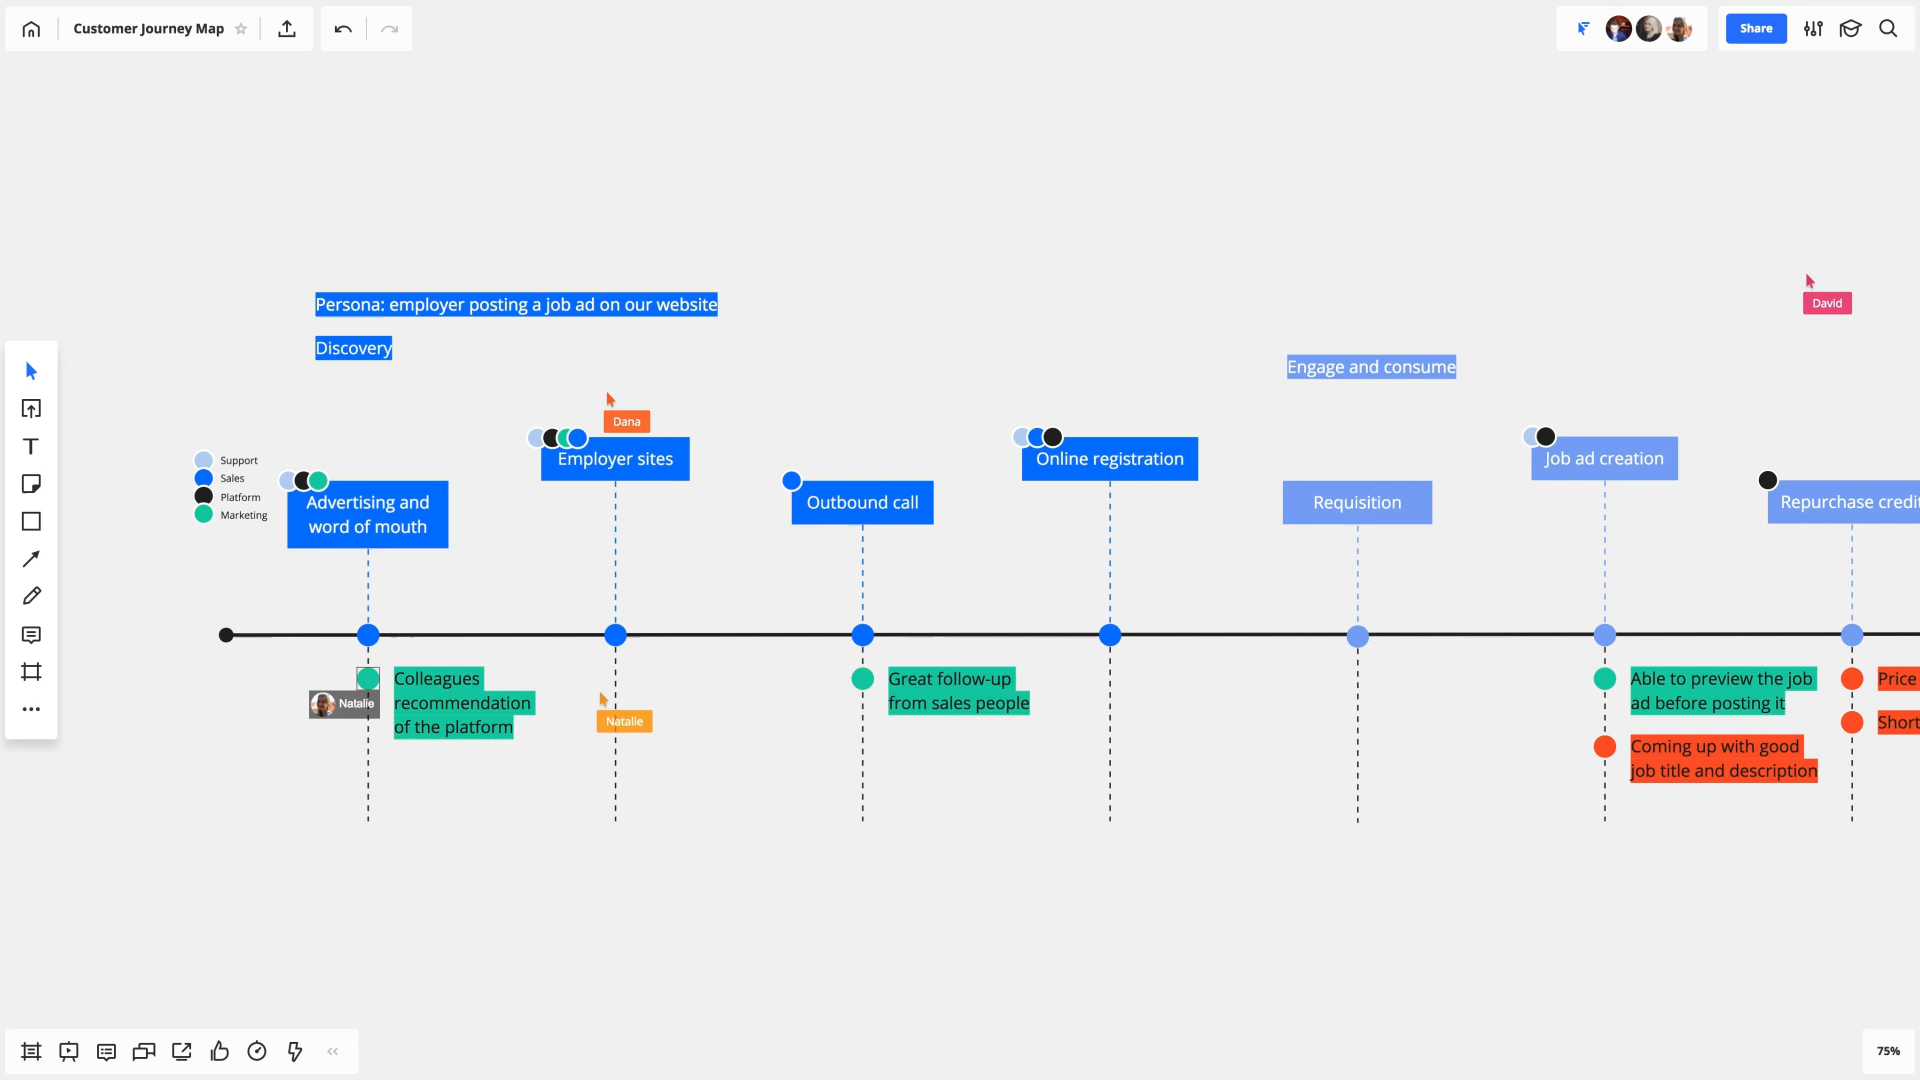 Customer Journey Map
Share
Persona: employer posting a job ad on our website
Discovery
David
Engage and consume
Dana
Support
Sales
Platform
Marketing
Advertising and
word of mouth
Employer sites
Outbound call
Online registration
Requisition
Job ad creation
Repurchase credit
Natalie
Colleagues
recommendation
of the platform
Natalie
Great follow-up
from sales people
Able to preview the job
ad before posting it
Coming up with good
job title and description
Price
Short
75%